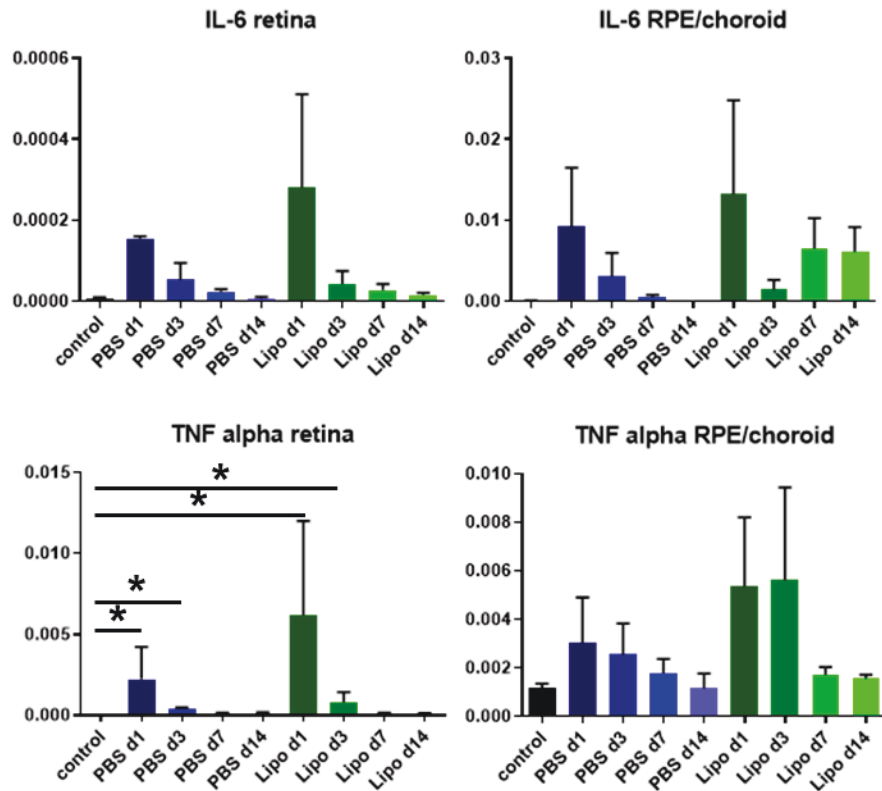 IL-6 retina
0.0006
0.0004
0.0002
0.0000
control
PBS d1
PBS d3
PBS d7
PBS d14
Lipo d1
Lipo d3
Lipo d7
Lipo d14
IL-6 RPE/choroid
0.03
0.02
0.01
0.00
control
PBS d1
PBS d3
PBS d7
PBS d14
Lipo d1
Lipo d3
Lipo d7
Lipo d14
TNF alpha retina
0.015
0.010
0.005
0.000
*
*
*
*
control
PBS d1
PBS d3
PBS d7
PBS d14
Lipo d1
Lipo d3
Lipo d7
Lipo d14
TNF alpha RPE/choroid
0.010
0.008
0.006
0.004
0.002
0.000
control
PBS d1
PBS d3
PBS d7
PBS d14
Lipo d1
Lipo d3
Lipo d7
Lipo d14